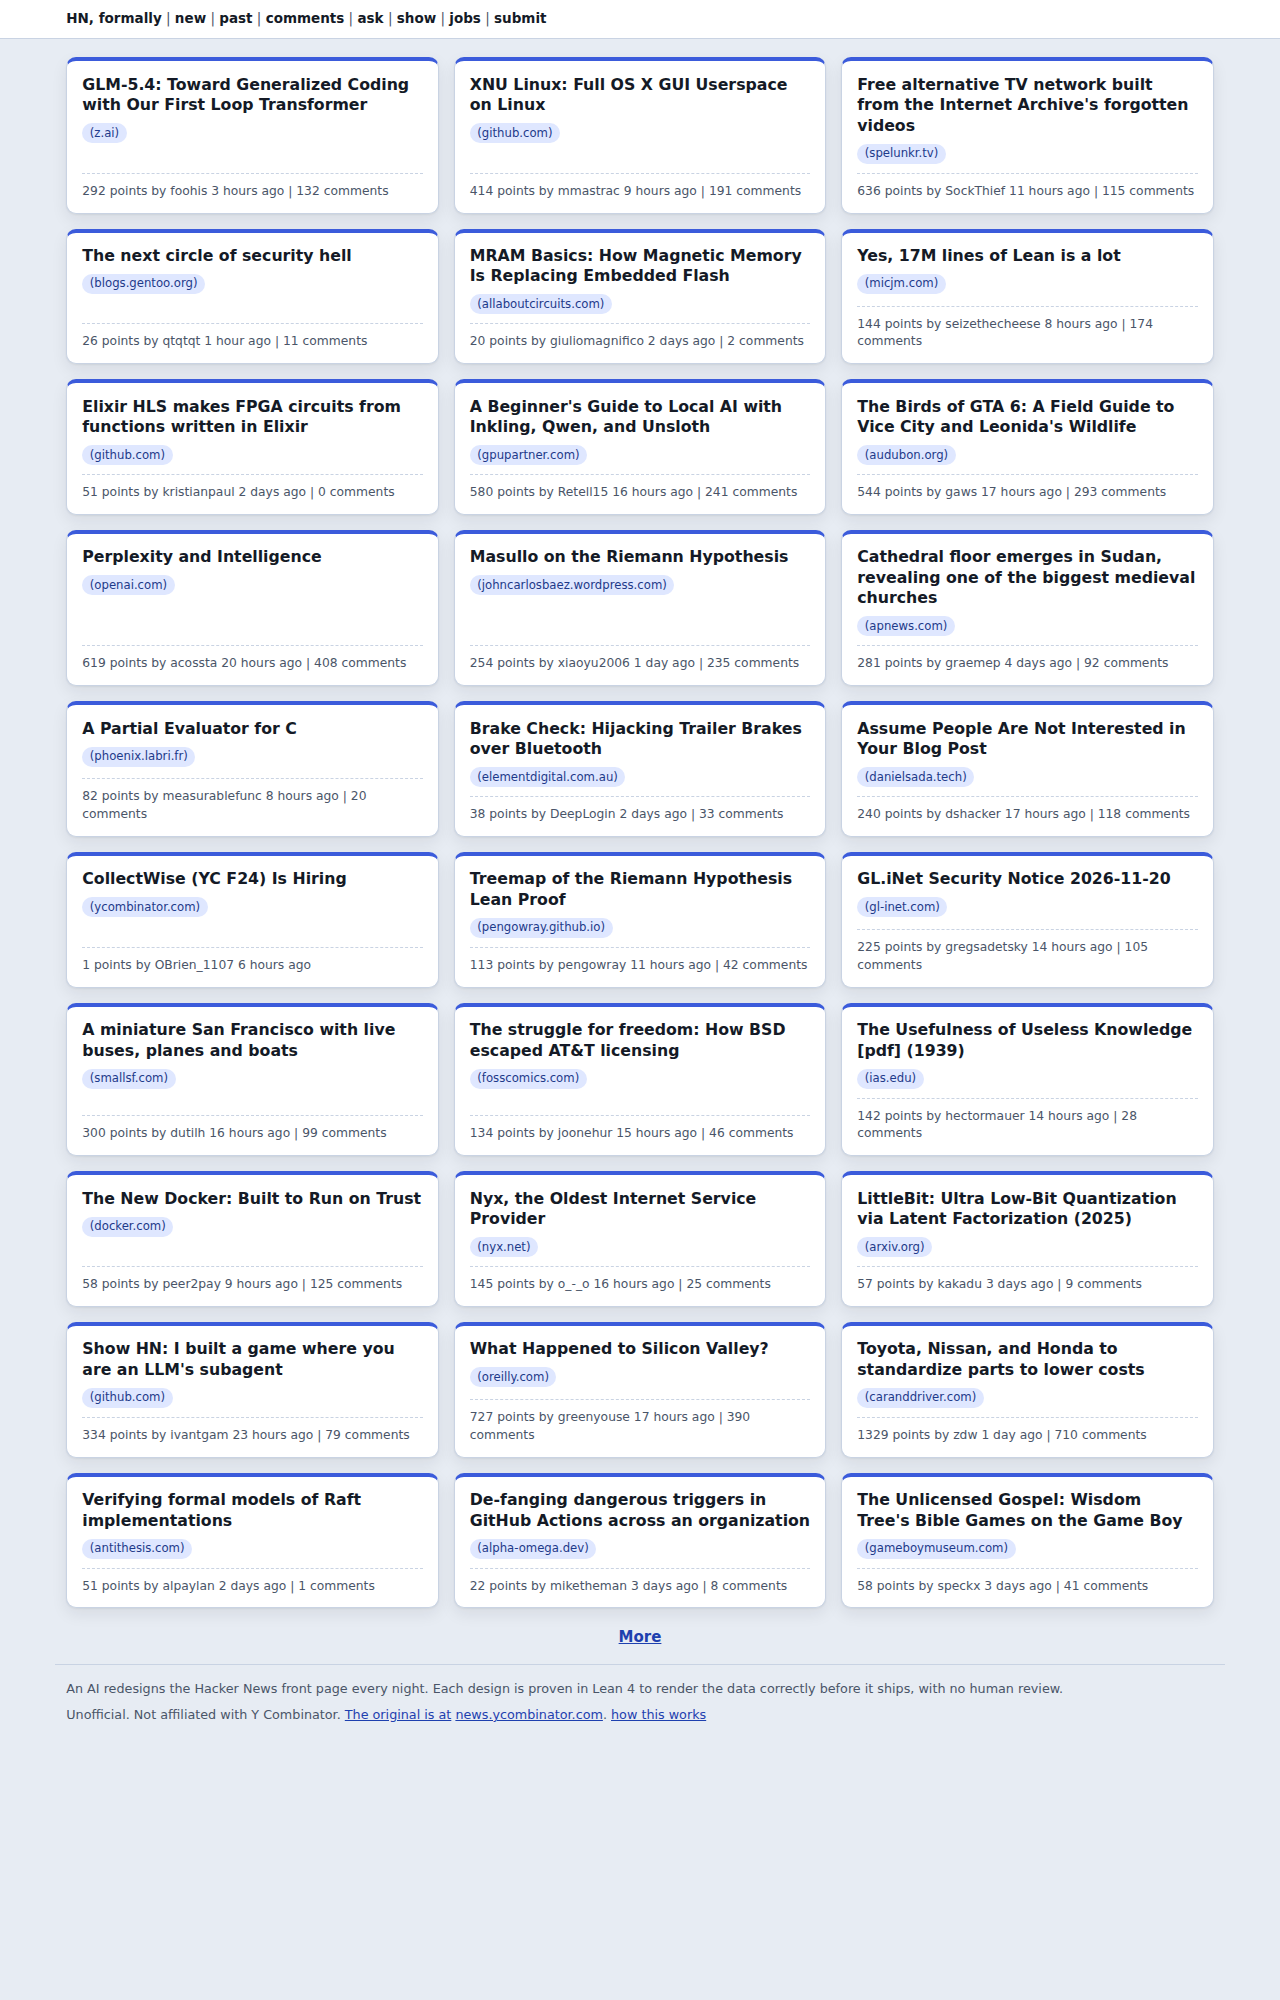 HN, formally | new | past | comments | ask | show | jobs | submit
GLM-5.4: Toward Generalized Coding
with Our First Loop Transformer
(z.ai)
292 points by foohis 3 hours ago | 132 comments
XNU Linux: Full OS X GUI Userspace
on Linux
(github.com)
414 points by mmastrac 9 hours ago | 191 comments
Free alternative TV network built
from the Internet Archive's forgotten
videos
(spelunkr.tv)
636 points by SockThief 11 hours ago | 115 comments
The next circle of security hell
(blogs.gentoo.org)
26 points by qtqtqt 1 hour ago | 11 comments
MRAM Basics: How Magnetic Memory
Is Replacing Embedded Flash
(allaboutcircuits.com)
20 points by giuliomagnifico 2 days ago | 2 comments
Yes, 17M lines of Lean is a lot
(micjm.com)
144 points by seizethecheese 8 hours ago | 174
comments
Elixir HLS makes FPGA circuits from
functions written in Elixir
(github.com)
51 points by kristianpaul 2 days ago | 0 comments
A Beginner's Guide to Local AI with
Inkling, Qwen, and Unsloth
(gpupartner.com)
580 points by Retell15 16 hours ago | 241 comments
The Birds of GTA 6: A Field Guide to
Vice City and Leonida's Wildlife
(audubon.org)
544 points by gaws 17 hours ago | 293 comments
Perplexity and Intelligence
(openai.com)
619 points by acossta 20 hours ago | 408 comments
Masullo on the Riemann Hypothesis
(johncarlosbaez.wordpress.com)
254 points by xiaoyu2006 1 day ago | 235 comments
Cathedral floor emerges in Sudan,
revealing one of the biggest medieval
churches
(apnews.com)
281 points by graemep 4 days ago | 92 comments
A Partial Evaluator for C
(phoenix.labri.fr)
82 points by measurablefunc 8 hours ago | 20
comments
Brake Check: Hijacking Trailer Brakes
over Bluetooth
(elementdigital.com.au)
38 points by DeepLogin 2 days ago | 33 comments
Assume People Are Not Interested in
Your Blog Post
(danielsada.tech)
240 points by dshacker 17 hours ago | 118 comments
CollectWise (YC F24) Is Hiring
(ycombinator.com)
1 points by OBrien_1107 6 hours ago
Treemap of the Riemann Hypothesis
Lean Proof
(pengowray.github.io)
113 points by pengowray 11 hours ago | 42 comments
GL.iNet Security Notice 2026-11-20
(gl-inet.com)
225 points by gregsadetsky 14 hours ago | 105
comments
A miniature San Francisco with live
buses, planes and boats
(smallsf.com)
300 points by dutilh 16 hours ago | 99 comments
The struggle for freedom: How BSD
escaped AT&T licensing
(fosscomics.com)
134 points by joonehur 15 hours ago | 46 comments
The Usefulness of Useless Knowledge
[pdf] (1939)
(ias.edu)
142 points by hectormauer 14 hours ago | 28
comments
The New Docker: Built to Run on Trust
(docker.com)
58 points by peer2pay 9 hours ago | 125 comments
Nyx, the Oldest Internet Service
Provider
(nyx.net)
145 points by o_-_o 16 hours ago | 25 comments
LittleBit: Ultra Low-Bit Quantization
via Latent Factorization (2025)
(arxiv.org)
57 points by kakadu 3 days ago | 9 comments
Show HN: I built a game where you
are an LLM's subagent
(github.com)
334 points by ivantgam 23 hours ago | 79 comments
What Happened to Silicon Valley?
(oreilly.com)
727 points by greenyouse 17 hours ago | 390
comments
Toyota, Nissan, and Honda to
standardize parts to lower costs
(caranddriver.com)
1329 points by zdw 1 day ago | 710 comments
Verifying formal models of Raft
implementations
(antithesis.com)
51 points by alpaylan 2 days ago | 1 comments
De-fanging dangerous triggers in
GitHub Actions across an organization
(alpha-omega.dev)
22 points by miketheman 3 days ago | 8 comments
The Unlicensed Gospel: Wisdom
Tree's Bible Games on the Game Boy
(gameboymuseum.com)
58 points by speckx 3 days ago | 41 comments
More
An AI redesigns the Hacker News front page every night. Each design is proven in Lean 4 to render the data correctly before it ships, with no human review.
Unofficial. Not affiliated with Y Combinator. The original is at news.ycombinator.com. how this works